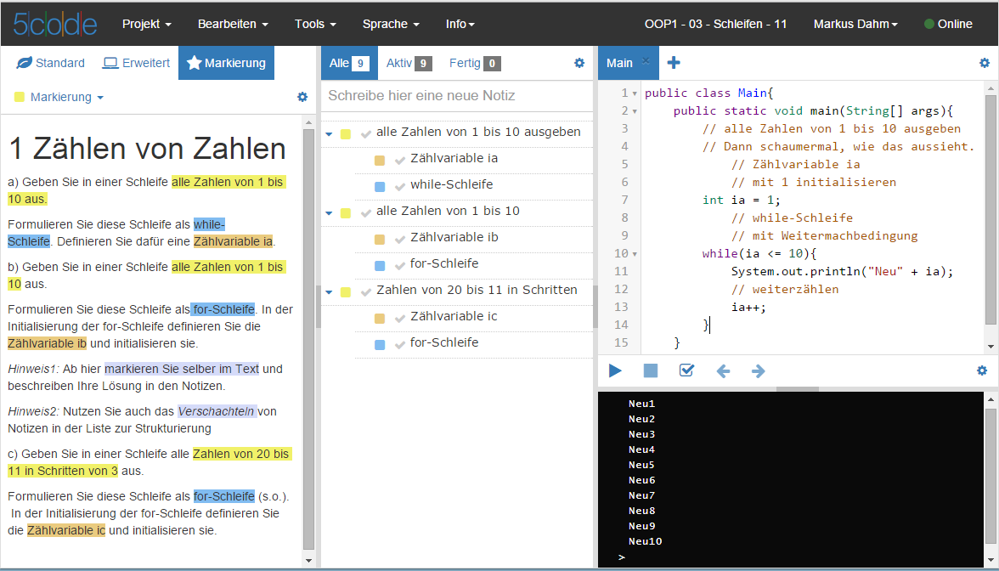 5code
Projekt
Bearbeiten
Tools
Sprache
Info
OOP1 - 03 - Schleifen - 11
Markus Dahm
Online
Standard
Erweitert
Markierung
Markierung
1 Zählen von Zahlen
a) Geben Sie in einer Schleife alle Zahlen von 1 bis
10 aus.
Formulieren Sie diese Schleife als while-
Schleife. Definieren Sie dafür eine Zählvariable ia.
b) Geben Sie in einer Schleife alle Zahlen von 1 bis
10 aus.
Formulieren Sie diese Schleife als for-Schleife. In der
Initialisierung der for-Schleife definieren Sie die
Zählvariable ib und initialisieren sie.
Hinweis1: Ab hier markieren Sie selber im Text und
beschreiben Ihre Lösung in den Notizen.
Hinweis2: Nutzen Sie auch das Verschachteln von
Notizen in der Liste zur Strukturierung
c) Geben Sie in einer Schleife alle Zahlen von 20 bis
11 in Schritten von 3 aus.
Formulieren Sie diese Schleife als for-Schleife (s.o.).
In der Initialisierung der for-Schleife definieren Sie
die Zählvariable ic und initialisieren sie.
Alle 9
Aktiv 9
Fertig 0
Schreibe hier eine neue Notiz
alle Zahlen von 1 bis 10 ausgeben
Zählvariable ia
while-Schleife
alle Zahlen von 1 bis 10
Zählvariable ib
for-Schleife
Zahlen von 20 bis 11 in Schritten
Zählvariable ic
for-Schleife
Main
1 public class Main{
2 public static void main(String[] args){
3 // alle Zahlen von 1 bis 10 ausgeben
4 // Dann schaumermal, wie das aussieht.
5 // Zählvariable ia
6 // mit 1 initialisieren
7 int ia = 1;
8 // while-Schleife
9 // mit Weitermachbedingung
10 while(ia <= 10){
11 System.out.println("Neu" + ia);
12 // weiterzählen
13 ia++;
14 }
15 }
Neu1
Neu2
Neu3
Neu4
Neu5
Neu6
Neu7
Neu8
Neu9
Neu10
>